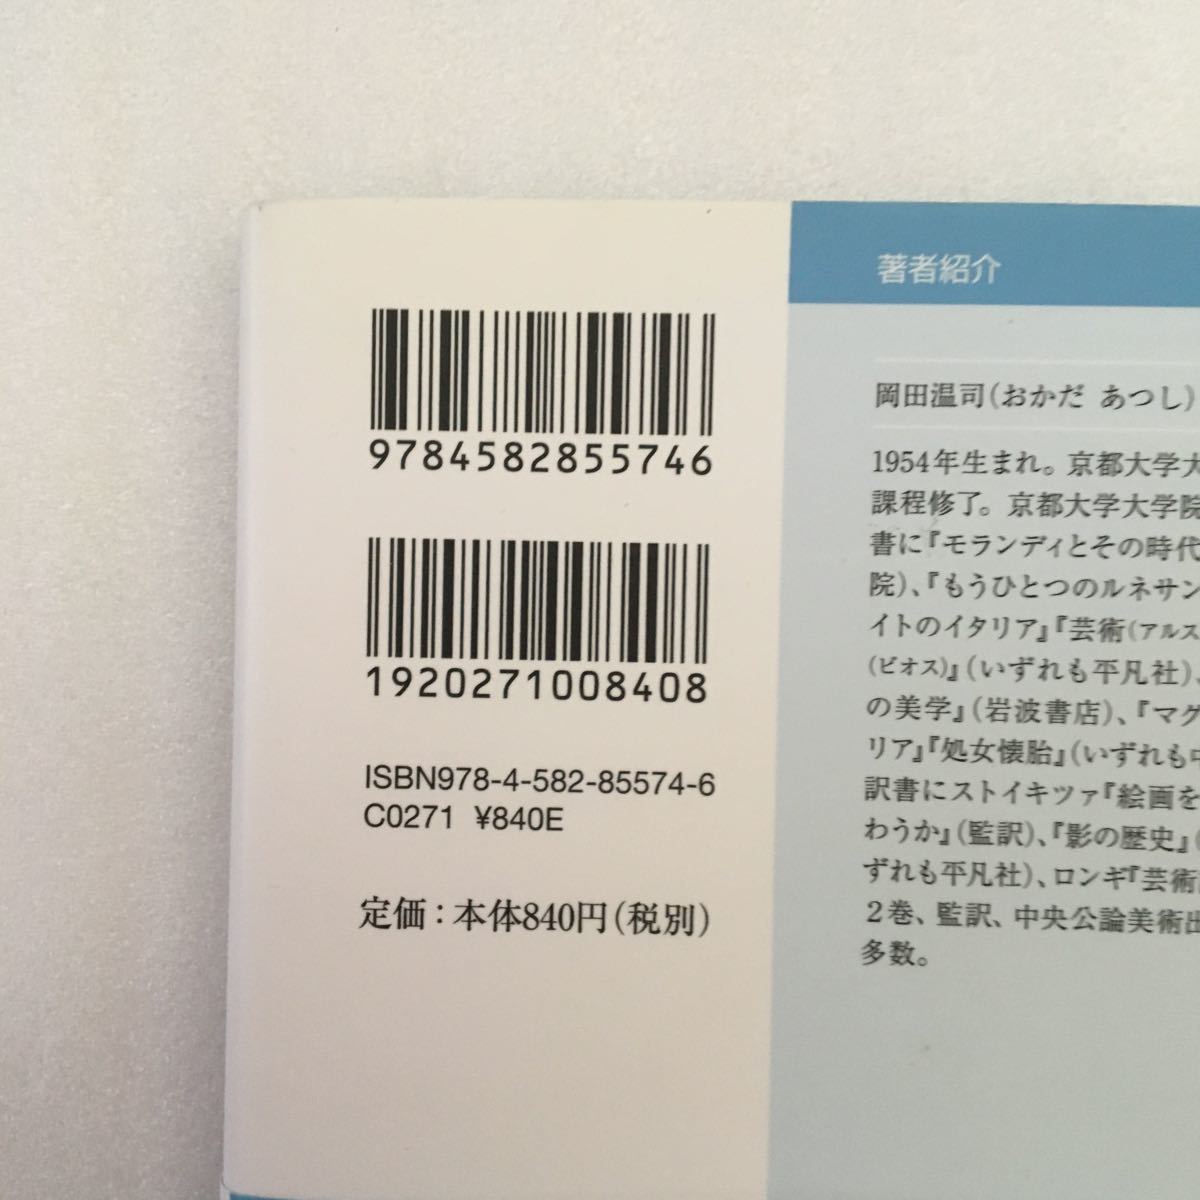 9784582855746
1920271008408
ISBN978-4-582-85574-6
C0271 ¥840E
定価：本体840円（税別）
著者紹介
岡田温司（おかだ あつし）
1954年生まれ。京都大学大
課程修了。京都大学大学院
書に『モランディとその時代
院）、『もうひとつのルネサン
イトのイタリア』『芸術（アルス
（ビオス）』（いずれも平凡社）、
の美学』（岩波書店）、『マグ
リア』『処女懐胎』（いずれも中
訳書にストイキツァ『絵画を
わうか』（監訳）、『影の歴史』（
ずれも平凡社）、ロンギ『芸術
2巻、監訳、中央公論美術出
多数。